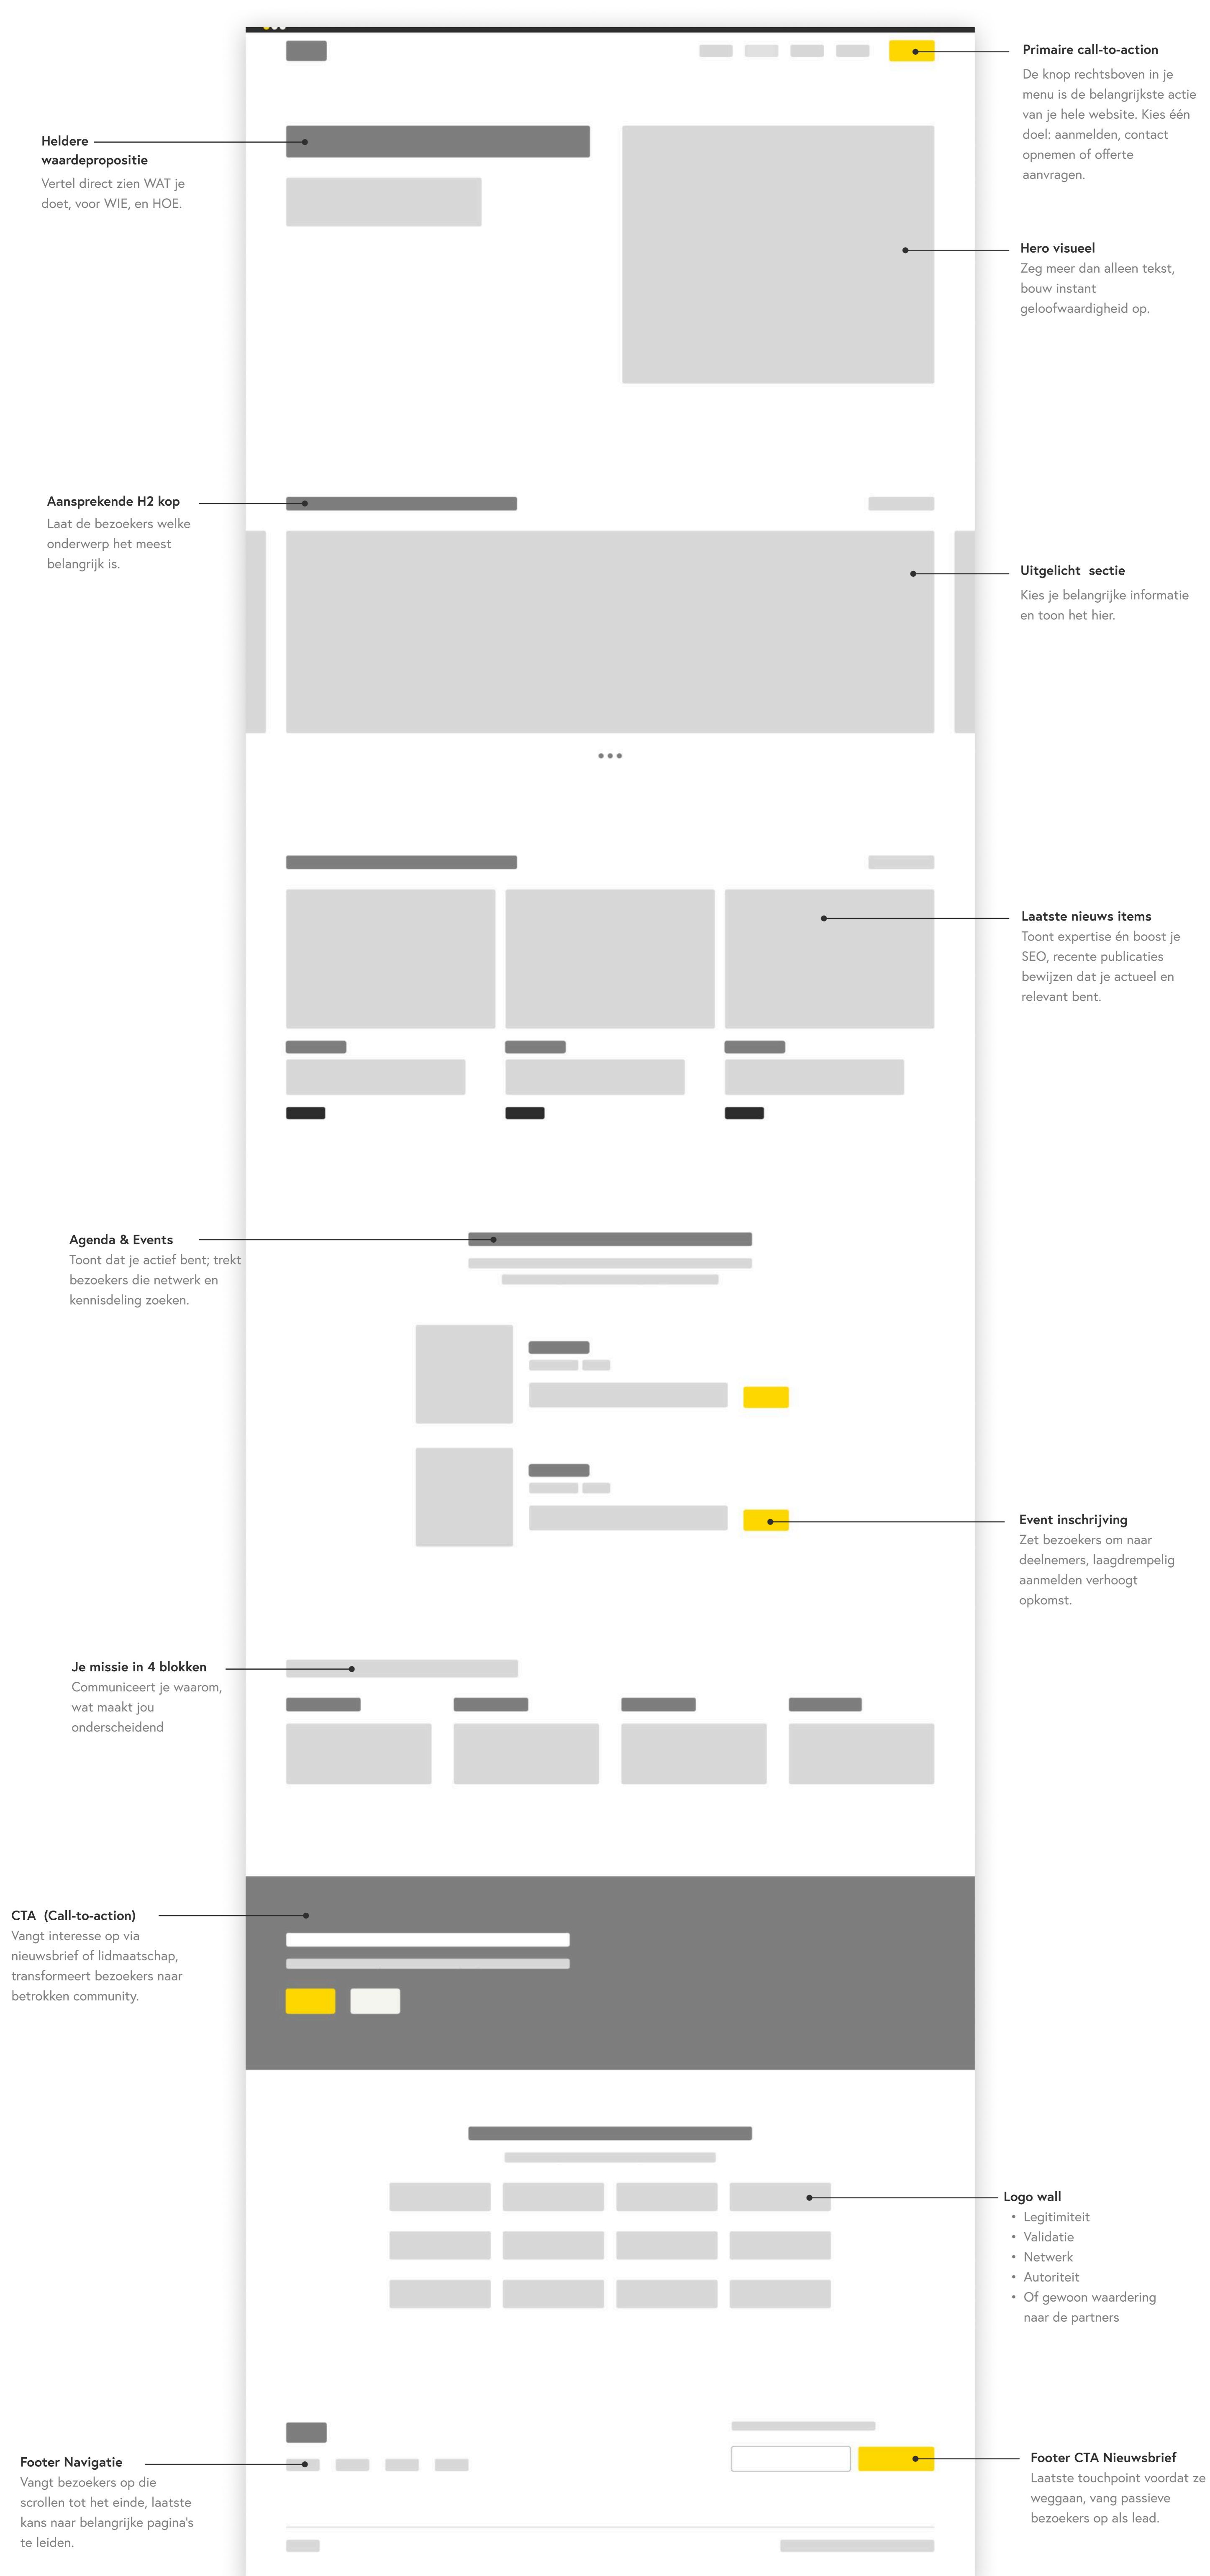 Primaire call-to-action
De knop rechtsboven in je
menu is de belangrijkste actie
van je hele website. Kies één
doel: aanmelden, contact
opnemen of offerte
aanvragen.
Heldere
waardepropositie
Vertel direct zien WAT je
doet, voor WIE, en HOE.
Hero visueel
Zeg meer dan alleen tekst,
bouw instant
geloofwaardigheid op.
Aansprekende H2 kop
Laat de bezoekers welke
onderwerp het meest
belangrijk is.
Uitgelicht  sectie
Kies je belangrijke informatie
en toon het hier.
Laatste nieuws items
Toont expertise én boost je
SEO, recente publicaties
bewijzen dat je actueel en
relevant bent.
Agenda & Events
Toont dat je actief bent; trekt
bezoekers die netwerk en
kennisdeling zoeken.
Event inschrijving
Zet bezoekers om naar
deelnemers, laagdrempelig
aanmelden verhoogt
opkomst.
Je missie in 4 blokken
Communiceert je waarom,
wat maakt jou
onderscheidend
CTA  (Call-to-action)
Vangt interesse op via
nieuwsbrief of lidmaatschap,
transformeert bezoekers naar
betrokken community.
Logo wall
• Legitimiteit
• Validatie
• Netwerk
• Autoriteit
• Of gewoon waardering
naar de partners
Footer Navigatie
Vangt bezoekers op die
scrollen tot het einde, laatste
kans naar belangrijke pagina's
te leiden.
Footer CTA Nieuwsbrief
Laatste touchpoint voordat ze
weggaan, vang passieve
bezoekers op als lead.